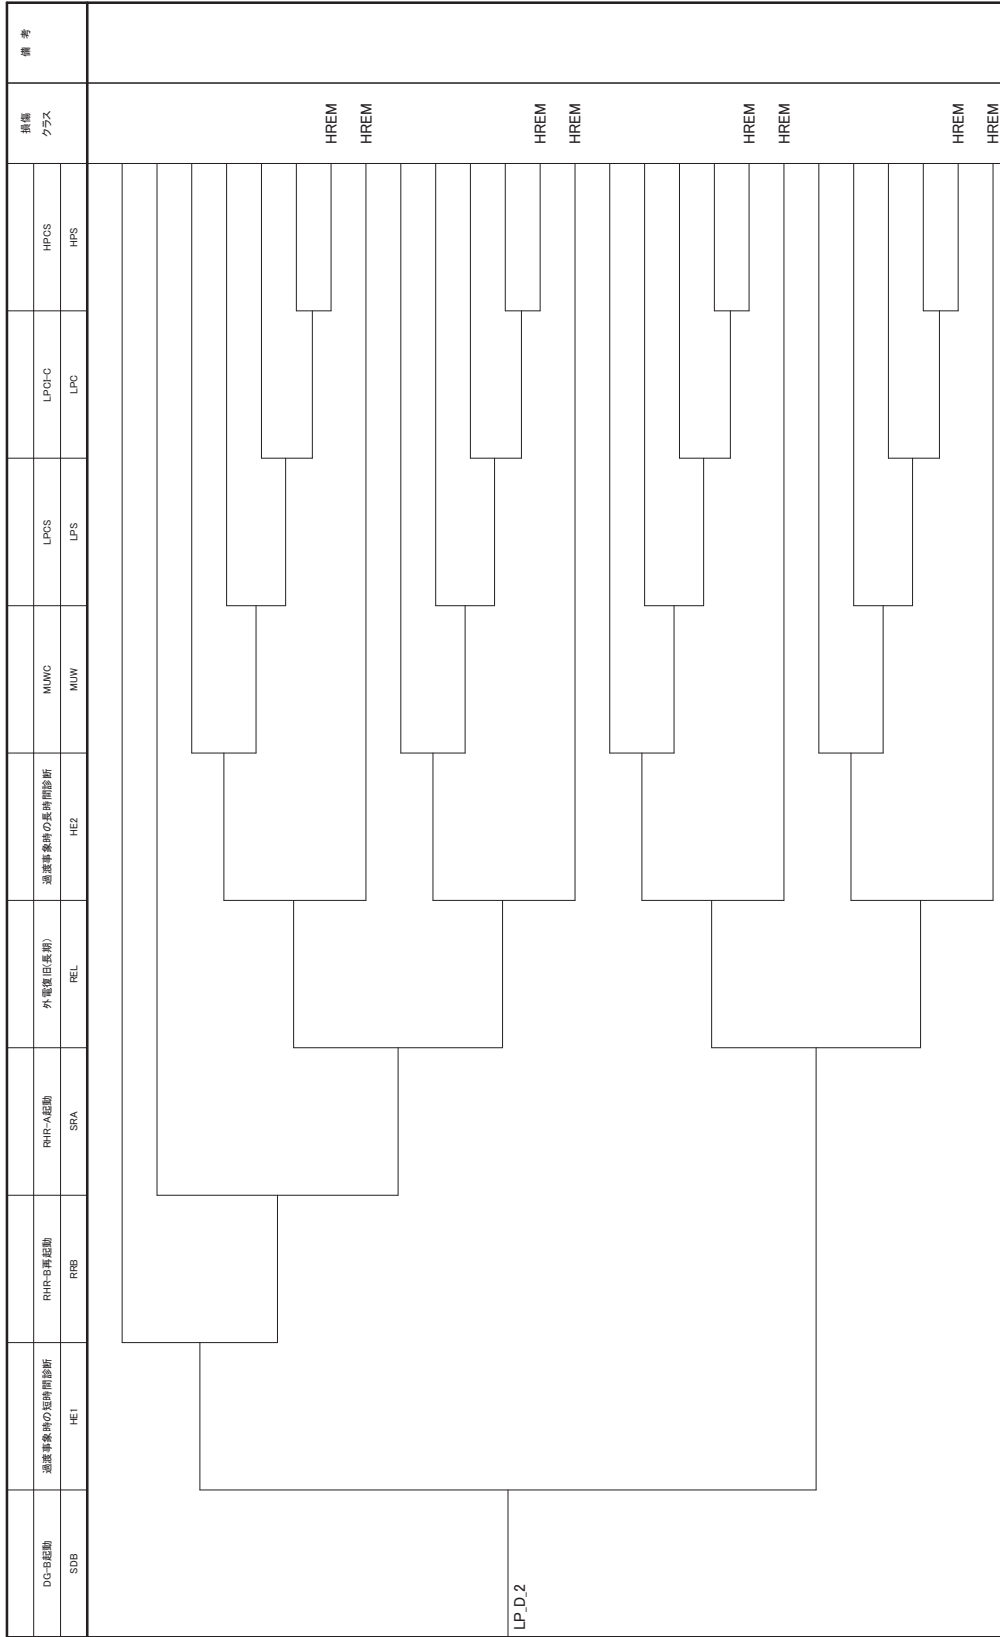 DG-B起動
過渡事象時の短時間診断
RHR-B再起動
RHR-A起動
外電復旧(長期)
過渡事象時の長時間診断
MUWC
LPCS
LPCI-C
HPCS
損傷
クラス
備 考
SDB
HE1
RRB
SRA
REL
HE2
MUW
LPS
LPC
HPS
LP_D_2
HREM
HREM
HREM
HREM
HREM
HREM
HREM
HREM